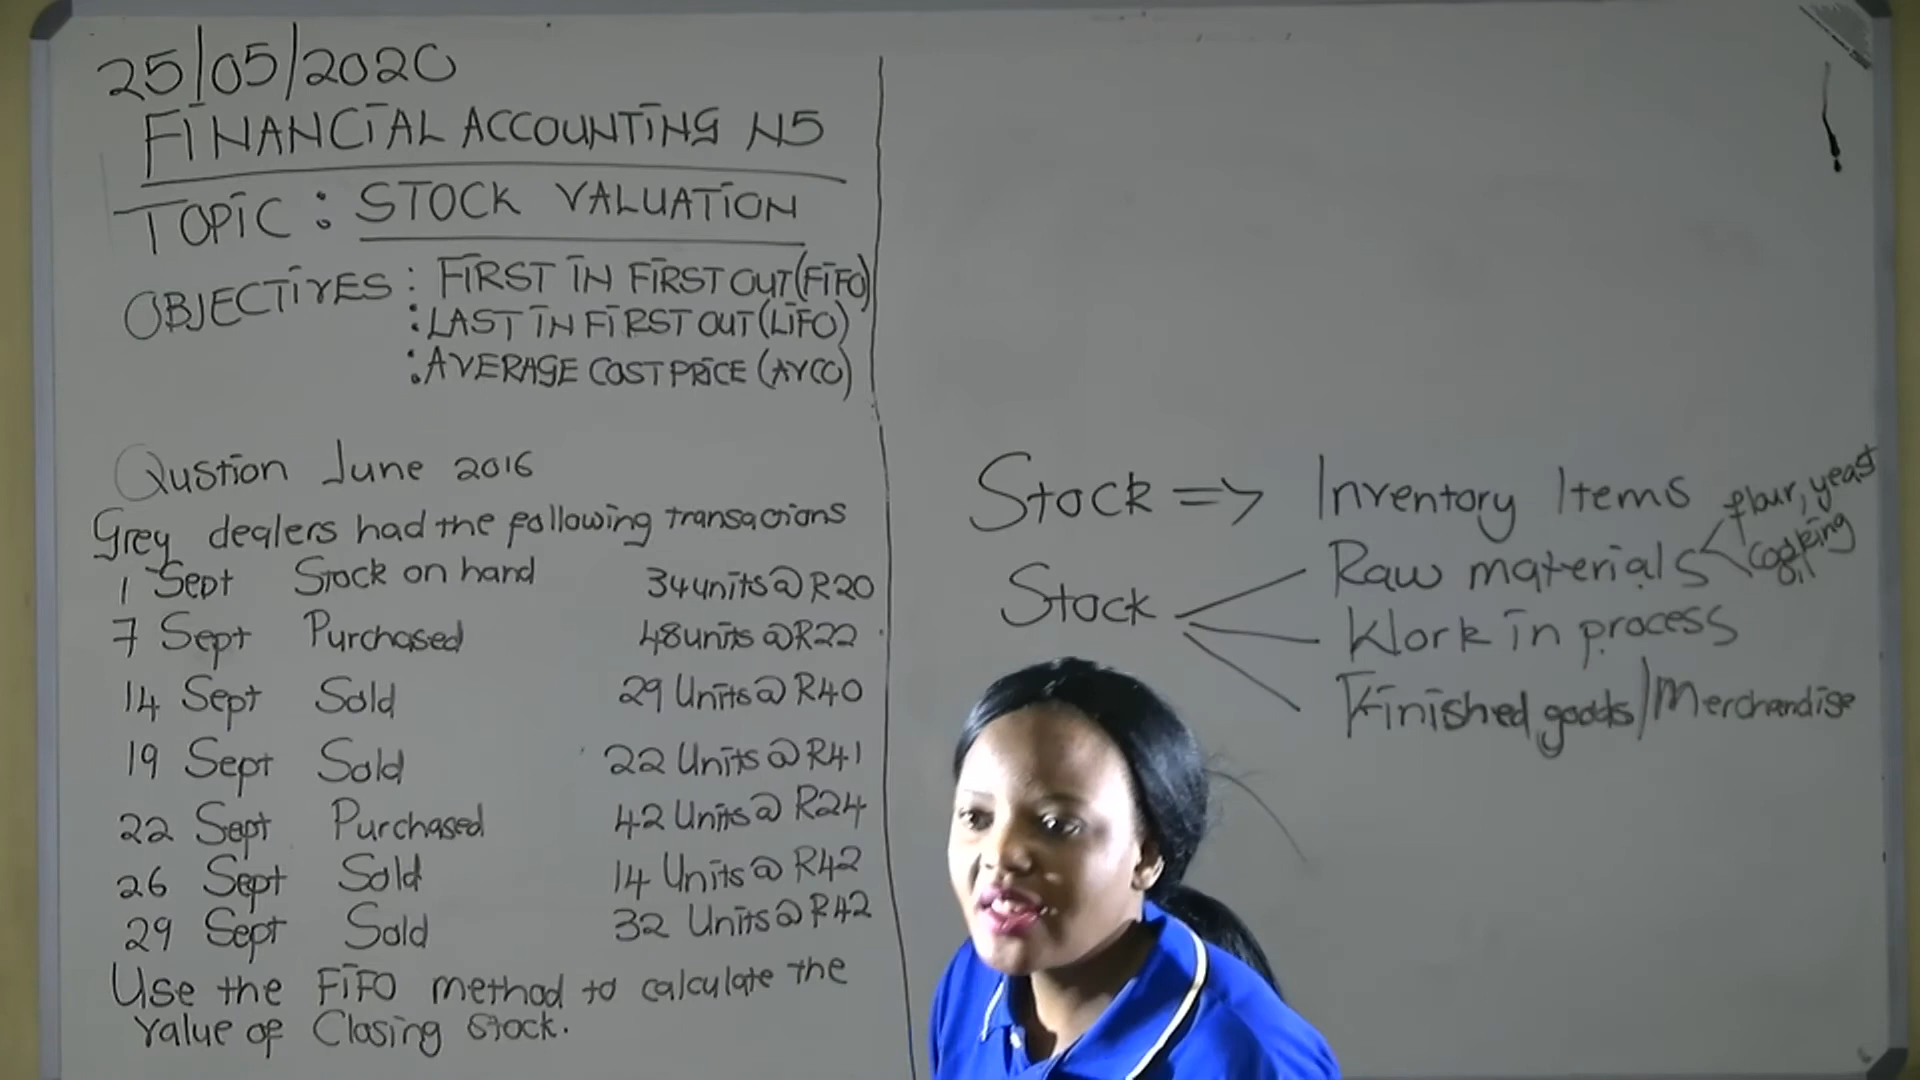 25/05/2020
FINANCIAL ACCOUNTING N5
TOPIC : STOCK VALUATION
OBJECTIVES : FIRST IN FIRST OUT (FIFO)
: LAST IN FIRST OUT (LIFO)
: AVERAGE COST PRICE (AVCO)
Qustion June 2016
Grey dealers had the following transactions
1 Sept Stock on hand 34 units @ R20
7 Sept Purchased 48 units @ R22
14 Sept Sold 29 Units @ R40
19 Sept Sold 22 Units @ R41
22 Sept Purchased 42 Units @ R24
26 Sept Sold 14 Units @ R42
29 Sept Sold 32 Units @ R42
Use the FIFO method to calculate the
value of Closing Stock.
Stock => Inventory Items
Stock
Raw materials
flour, yeast
cooking
Work in process
Finished goods/Merchandise